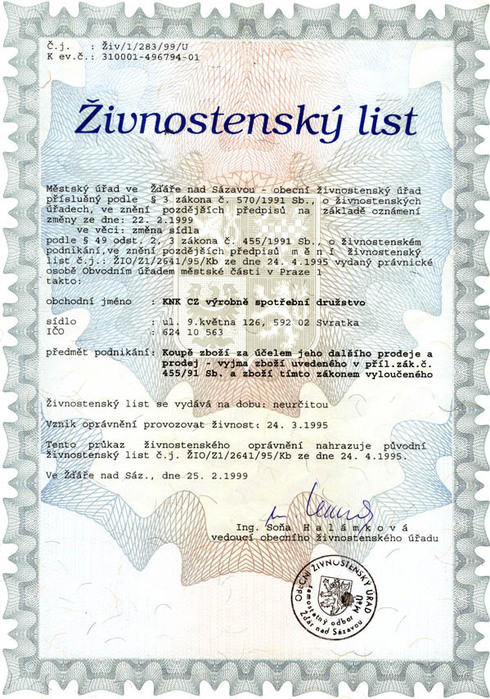 Č.j. : Živ/1/283/99/U
K ev.č.: 310001-496794-01
Živnostenský list
Městský úřad ve Žďáře nad Sázavou - obecní živnostenský úřad
příslušný podle § 3 zákona č. 570/1991 Sb., o živnostenských
úřadech, ve znění pozdějších předpisů na základě oznámení
změny ze dne: 22. 2.1999
ve věci: změna sídla
podle § 49 odst. 2, 3 zákona č. 455/1991 Sb., o živnostenském
podnikání,ve znění pozdějších předpisů m ě n í živnostenský
list č.j.: ŽIO/Z1/2641/95/Kb ze dne 24. 4.1995 vydaný právnické
osobě Obvodním úřadem městské části v Praze 1
takto:
obchodní jméno : KNK CZ výrobně spotřební družstvo
sídlo : ul. 9.května 126, 592 02 Svratka
IČO : 624 10 563
předmět podnikání: Koupě zboží za účelem jeho dalšího prodeje a
prodej - vyjma zboží uvedeného v příl.zák.č.
455/91 Sb. a zboží tímto zákonem vyloučeného
Živnostenský list se vydává na dobu: neurčitou
Vznik oprávnění provozovat živnost: 24. 3.1995
Tento průkaz živnostenského oprávnění nahrazuje původní
živnostenský list č.j. ŽIO/Z1/2641/95/Kb ze dne 24. 4.1995.
Ve Žďáře nad Sáz., dne 25. 2.1999
Ing. Soňa H a l á m k o v á
vedoucí obecního živnostenského úřadu
OBECNÍ ŽIVNOSTENSKÝ ÚŘAD
samostatný odbor MěÚ
Žďár nad Sázavou